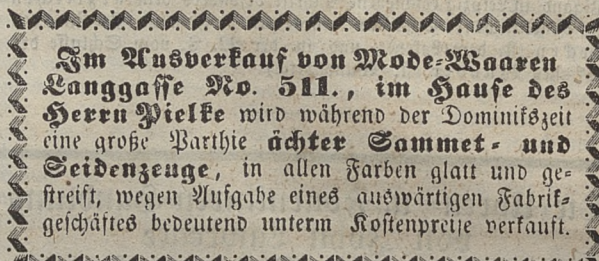 Im Ausverkauf von Mode-Waaren
Langgasse No. 511., im Hause des
Herrn Pielke wird während der Dominikszeit
eine große Parthie ächter Sammet- und
Seidenzeuge, in allen Farben glatt und ge-
streift, wegen Aufgabe eines auswärtigen Fabrik-
geschäftes bedeutend unterm Kostenpreise verkauft.